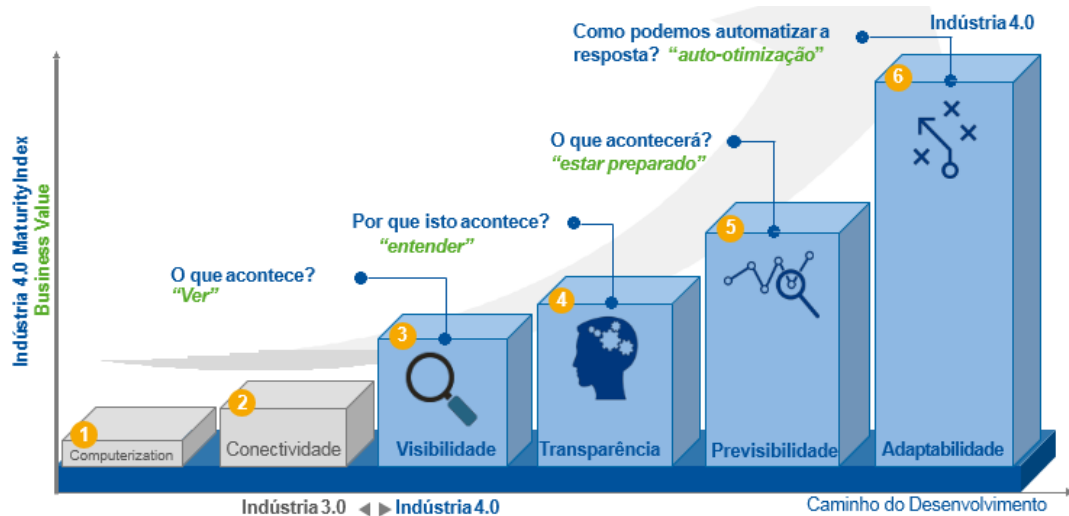 Indústria 4.0 Maturity Index
Business Value
Como podemos automatizar a
resposta? “auto-otimização”
Indústria 4.0
6
O que acontecerá?
“estar preparado”
5
Por que isto acontece?
“entender”
4
O que acontece?
“Ver”
3
2
1
Computerization
Conectividade
Visibilidade
Transparência
Previsibilidade
Adaptabilidade
Indústria 3.0
Indústria 4.0
Caminho do Desenvolvimento